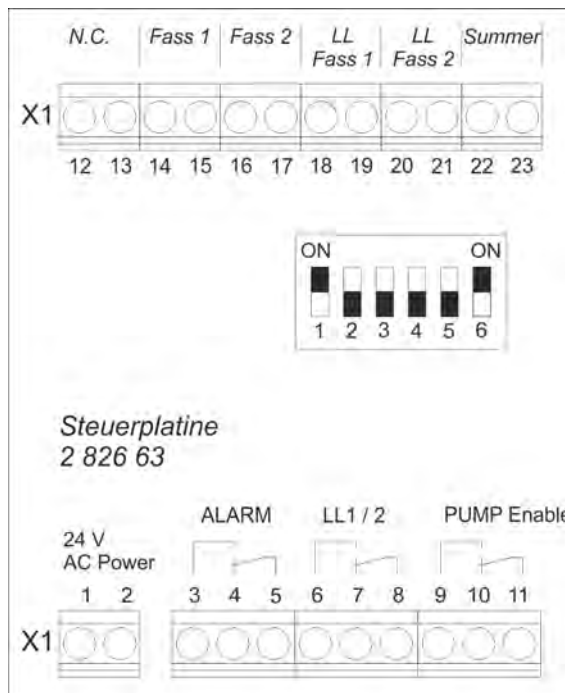 N.C. Fass 1 Fass 2 LL Fass 1 LL Fass 2 Summer
X1
12 13 14 15 16 17 18 19 20 21 22 23
ON ON
1 2 3 4 5 6
Steuerplatine
2 826 63
ALARM LL1 / 2 PUMP Enable
24 V
AC Power
1 2 3 4 5 6 7 8 9 10 11
X1